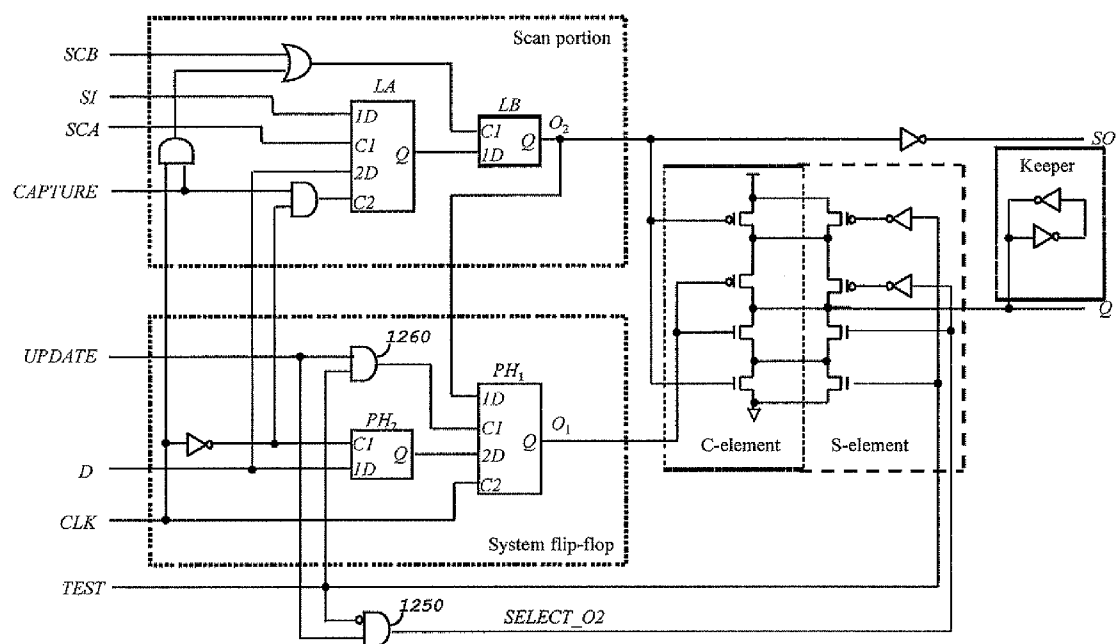 Scan portion
SCB
SI
SCA
CAPTURE
LA
1D
C1
2D
C2
Q
LB
C1
1D
Q
O2
SO
Keeper
Q
C-element
S-element
UPDATE
1260
PH1
1D
C1
2D
C2
Q
O1
PH2
C1
1D
Q
D
CLK
System flip-flop
TEST
1250
SELECT_O2